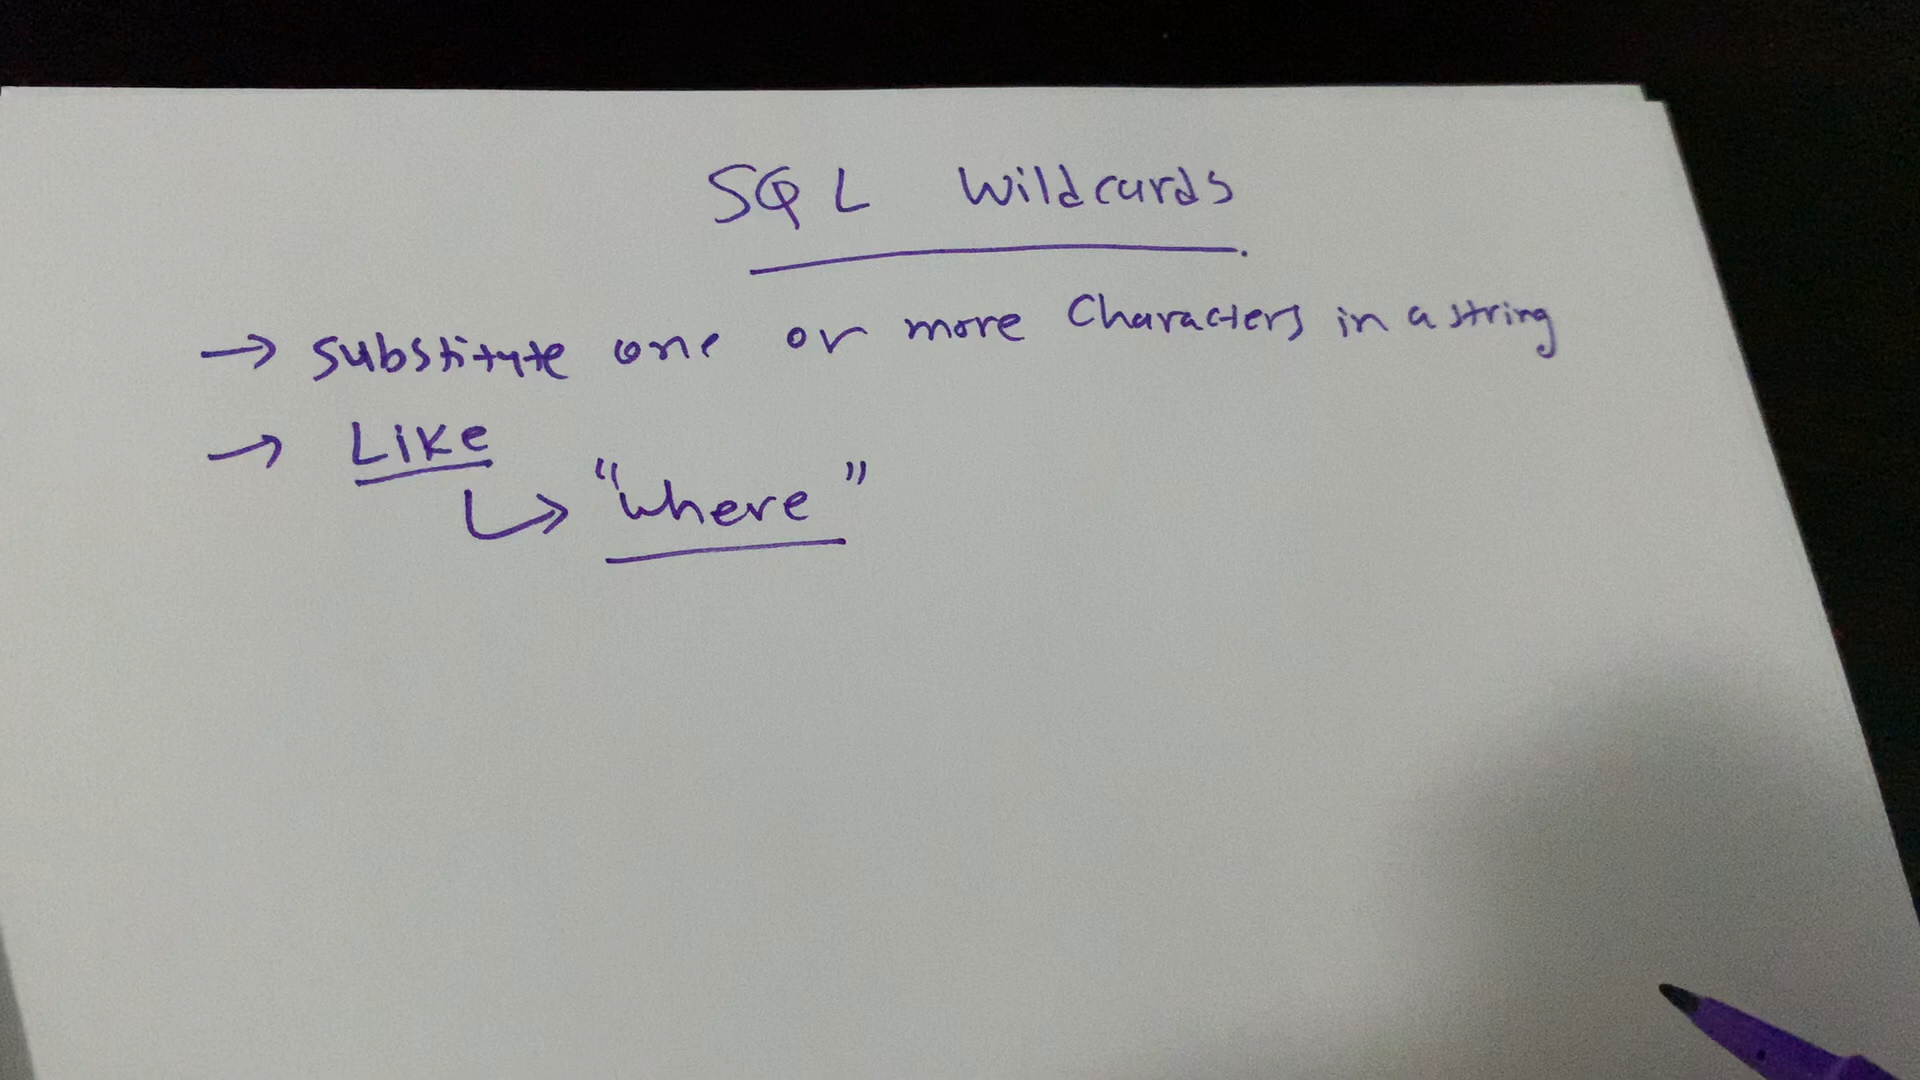 SQL Wildcards
→ Substitute one or more Characters in a string
→ Like
↳ "where"